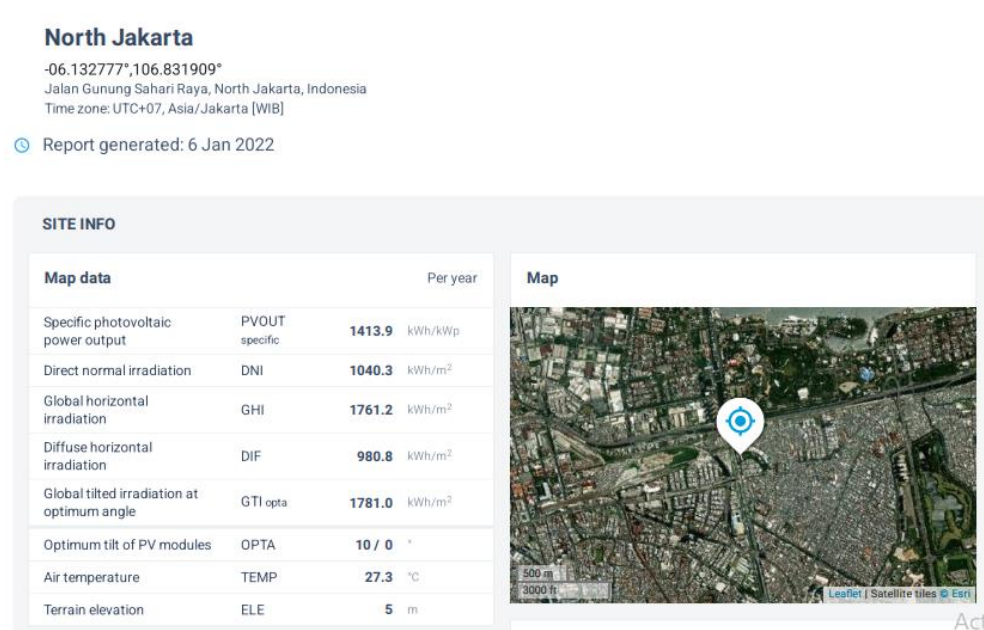 North Jakarta
-06.132777°,106.831909°
Jalan Gunung Sahari Raya, North Jakarta, Indonesia
Time zone: UTC+07, Asia/Jakarta [WIB]
Report generated: 6 Jan 2022
SITE INFO
Map data Per year
Specific photovoltaic power output PVOUT specific 1413.9 kWh/kWp
Direct normal irradiation DNI 1040.3 kWh/m²
Global horizontal irradiation GHI 1761.2 kWh/m²
Diffuse horizontal irradiation DIF 980.8 kWh/m²
Global tilted irradiation at optimum angle GTI opta 1781.0 kWh/m²
Optimum tilt of PV modules OPTA 10 / 0 °
Air temperature TEMP 27.3 °C
Terrain elevation ELE 5 m
Map
500 m
3000 ft
Leaflet | Satellite tiles © Esri